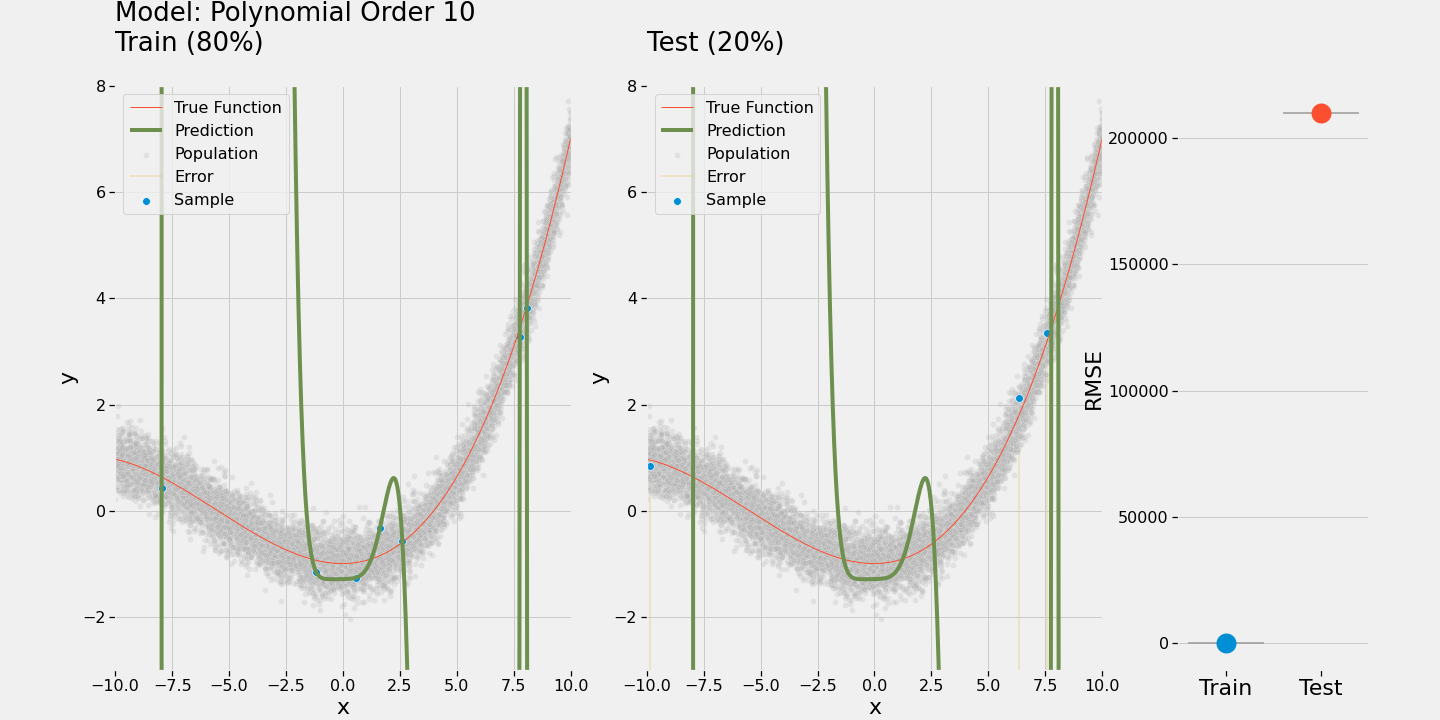 Model: Polynomial Order 10
Train (80%)
Test (20%)
8
6
4
2
0
−2
y
True Function
Prediction
Population
Error
Sample
−10.0 −7.5 −5.0 −2.5 0.0 2.5 5.0 7.5 10.0
x
8
6
4
2
0
−2
y
True Function
Prediction
Population
Error
Sample
−10.0 −7.5 −5.0 −2.5 0.0 2.5 5.0 7.5 10.0
x
RMSE
200000
150000
100000
50000
0
Train Test